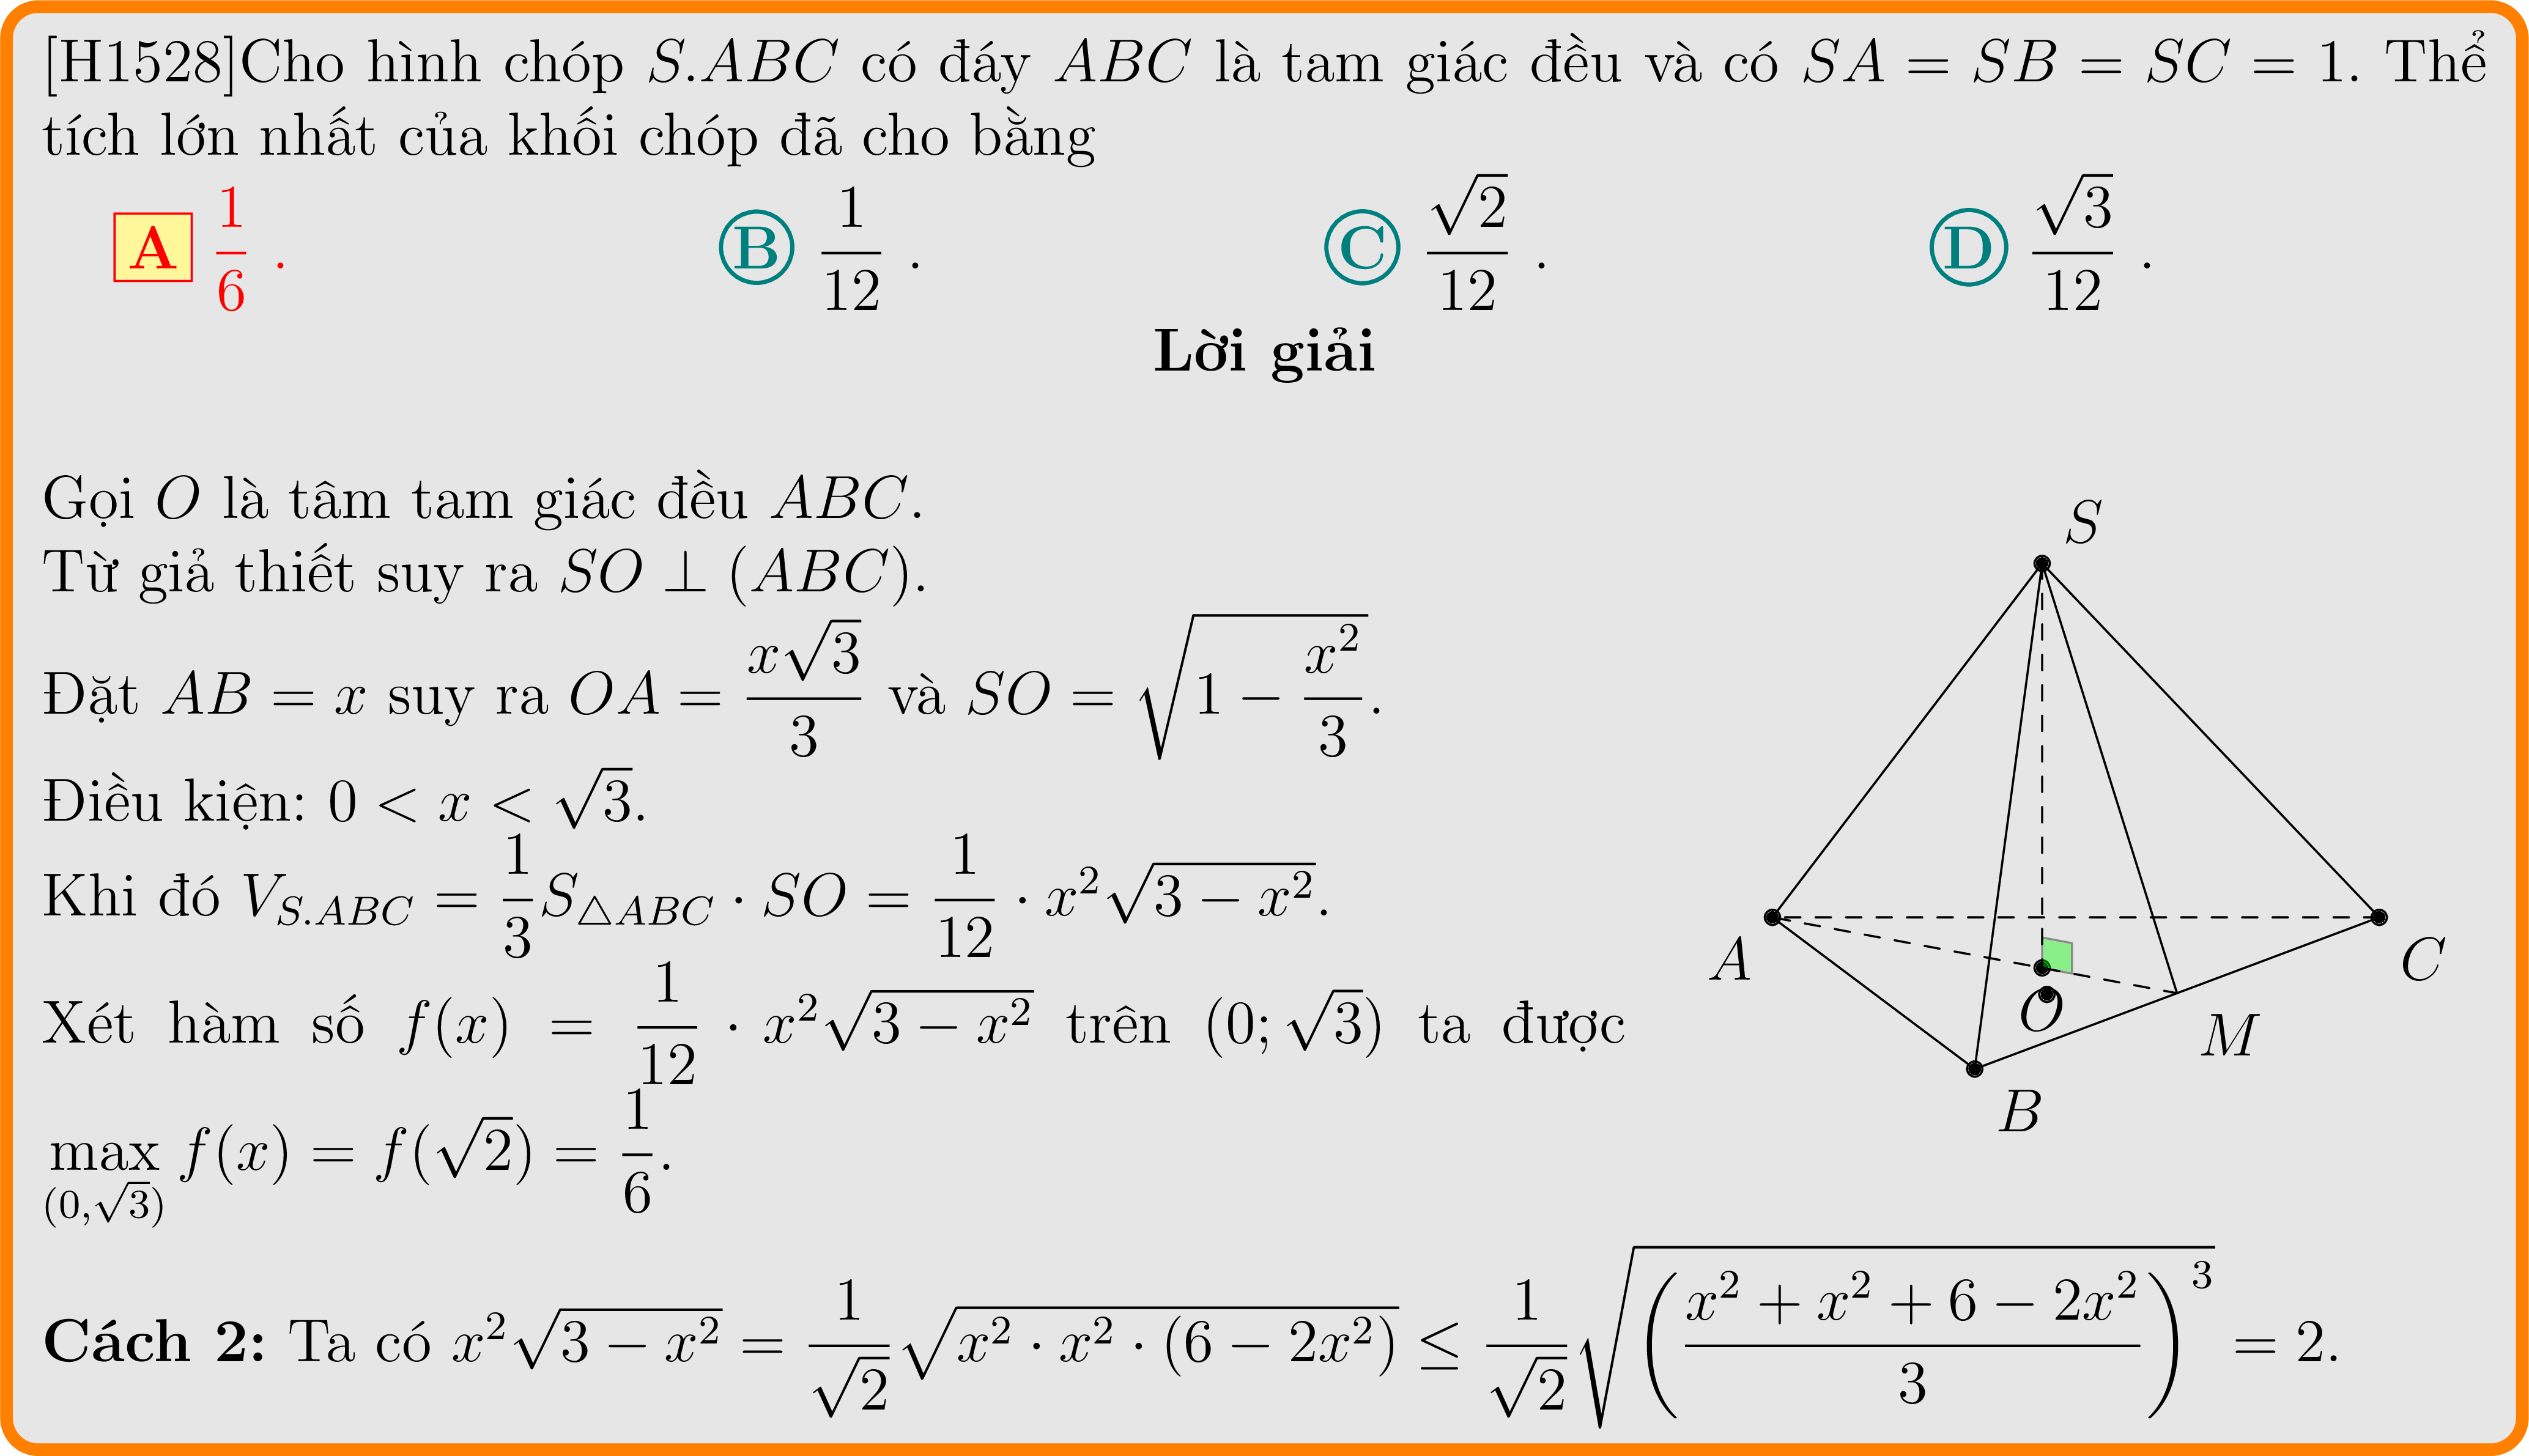 [H1528]Cho hình chóp S.ABC có đáy ABC là tam giác đều và có SA = SB = SC = 1. Thể
tích lớn nhất của khối chóp đã cho bằng
A $\frac{1}{6}$ . B $\frac{1}{12}$ . C $\frac{\sqrt{2}}{12}$ . D $\frac{\sqrt{3}}{12}$ .
Lời giải
Gọi O là tâm tam giác đều ABC.
Từ giả thiết suy ra SO ⊥ (ABC).
Đặt AB = x suy ra $OA = \frac{x\sqrt{3}}{3}$ và $SO = \sqrt{1 - \frac{x^2}{3}}$.
Điều kiện: $0 < x < \sqrt{3}$.
Khi đó $V_{S.ABC} = \frac{1}{3}S_{\triangle ABC} \cdot SO = \frac{1}{12} \cdot x^2\sqrt{3 - x^2}$.
Xét hàm số $f(x) = \frac{1}{12} \cdot x^2\sqrt{3 - x^2}$ trên $(0; \sqrt{3})$ ta được
$\max_{(0,\sqrt{3})} f(x) = f(\sqrt{2}) = \frac{1}{6}$.
S
A
C
O
M
B
Cách 2: Ta có $x^2\sqrt{3 - x^2} = \frac{1}{\sqrt{2}}\sqrt{x^2 \cdot x^2 \cdot (6 - 2x^2)} \leq \frac{1}{\sqrt{2}}\sqrt{\left(\frac{x^2 + x^2 + 6 - 2x^2}{3}\right)^3} = 2$.